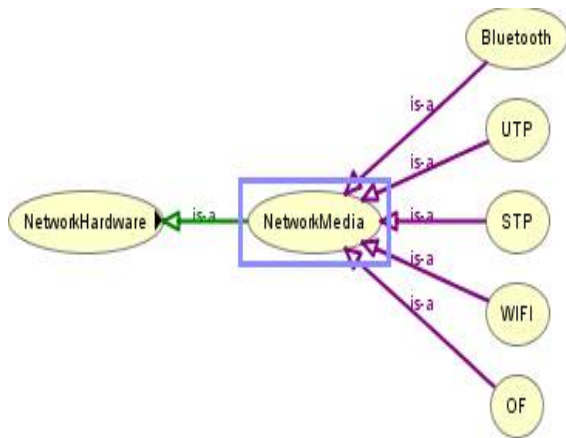 Bluetooth
is-a
UTP
is-a
NetworkHardware
is-a
NetworkMedia
is-a
STP
is-a
WIFI
is-a
OF